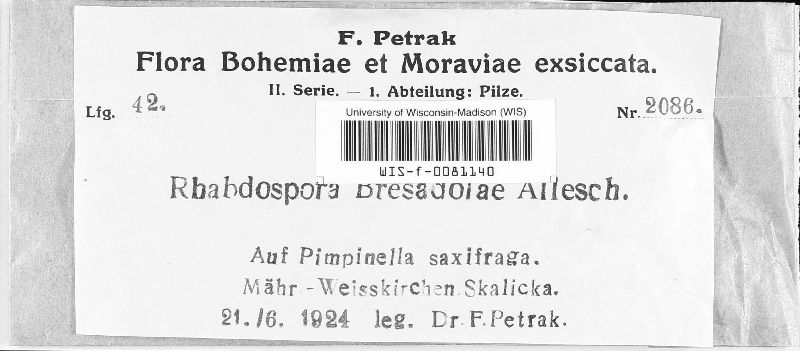 F. Petrak
Flora Bohemiae et Moraviae exsiccata.
II. Serie. — 1. Abteilung: Pilze.
Lfg. 42.
Nr. 2086.
University of Wisconsin-Madison (WIS)
WIS-f-0081140
Rhabdospora Bresadolae Allesch.
Auf Pimpinella saxifraga.
Mähr.-Weisskirchen. Skalicka.
21./6. 1924 leg. Dr. F. Petrak.